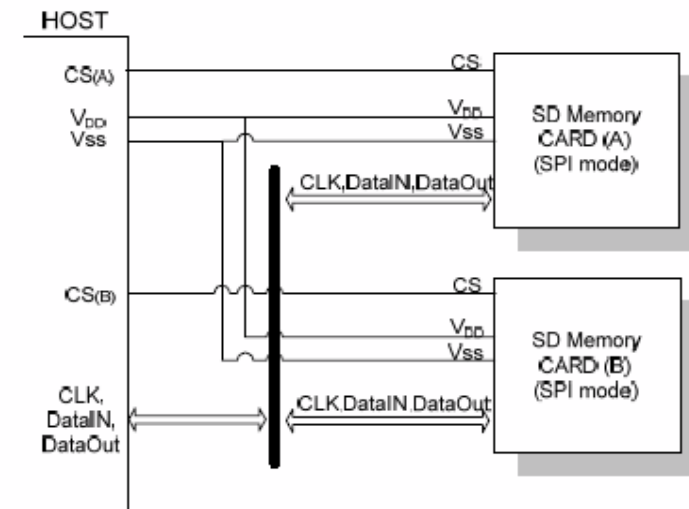 HOST
CS(A)
VDD,
Vss
CS
VDD
Vss
SD Memory
CARD (A)
(SPI mode)
CLK,DataIN,DataOut
CS(B)
CS
VDD
Vss
SD Memory
CARD (B)
(SPI mode)
CLK,
DataIN,
DataOut
CLK,DataIN,DataOut